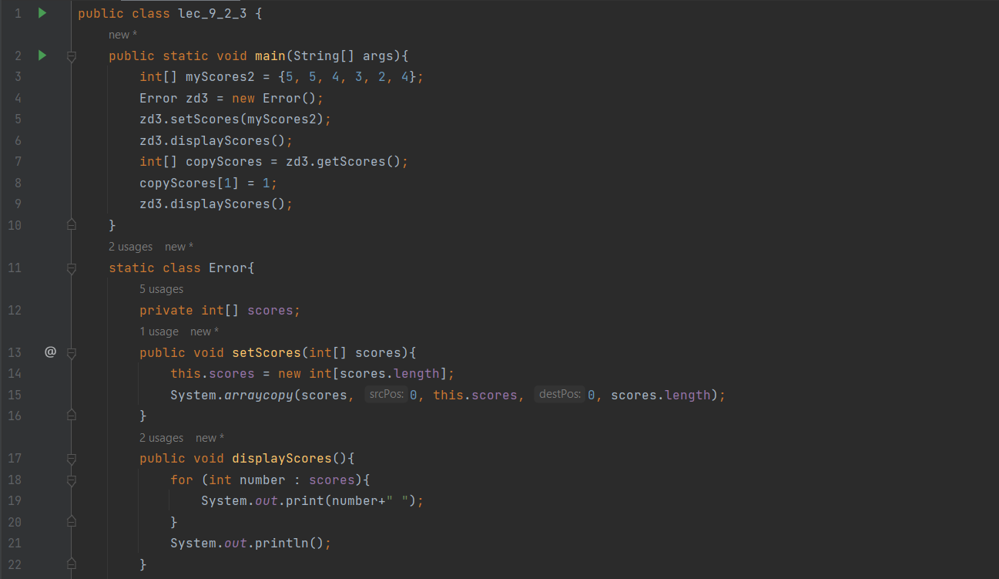 1 public class lec_9_2_3 {
new *
2 public static void main(String[] args){
3 int[] myScores2 = {5, 5, 4, 3, 2, 4};
4 Error zd3 = new Error();
5 zd3.setScores(myScores2);
6 zd3.displayScores();
7 int[] copyScores = zd3.getScores();
8 copyScores[1] = 1;
9 zd3.displayScores();
10 }
2 usages new *
11 static class Error{
5 usages
12 private int[] scores;
1 usage new *
13 @ public void setScores(int[] scores){
14 this.scores = new int[scores.length];
15 System.arraycopy(scores, srcPos: 0, this.scores, destPos: 0, scores.length);
16 }
2 usages new *
17 public void displayScores(){
18 for (int number : scores){
19 System.out.print(number+" ");
20 }
21 System.out.println();
22 }